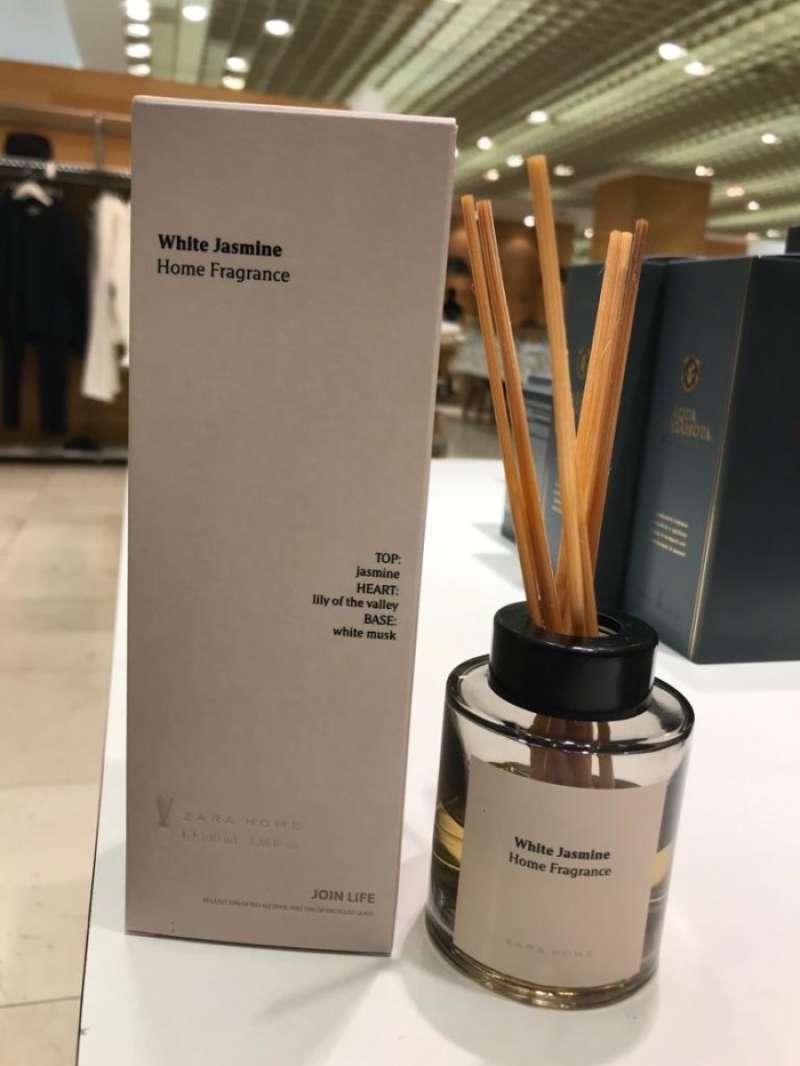 White Jasmine
Home Fragrance
TOP:
jasmine
HEART:
lily of the valley
BASE:
white musk
ZARA HOME
JOIN LIFE
White Jasmine
Home Fragrance
ZARA HOME
AQUA